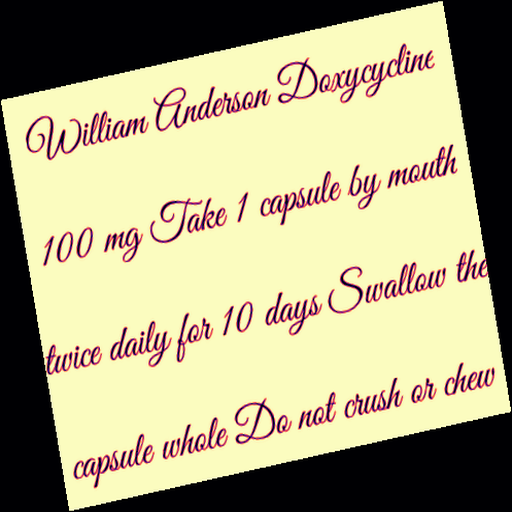 William Anderson Doxycycline
100 mg Take 1 capsule by mouth
twice daily for 10 days Swallow the
capsule whole Do not crush or chew